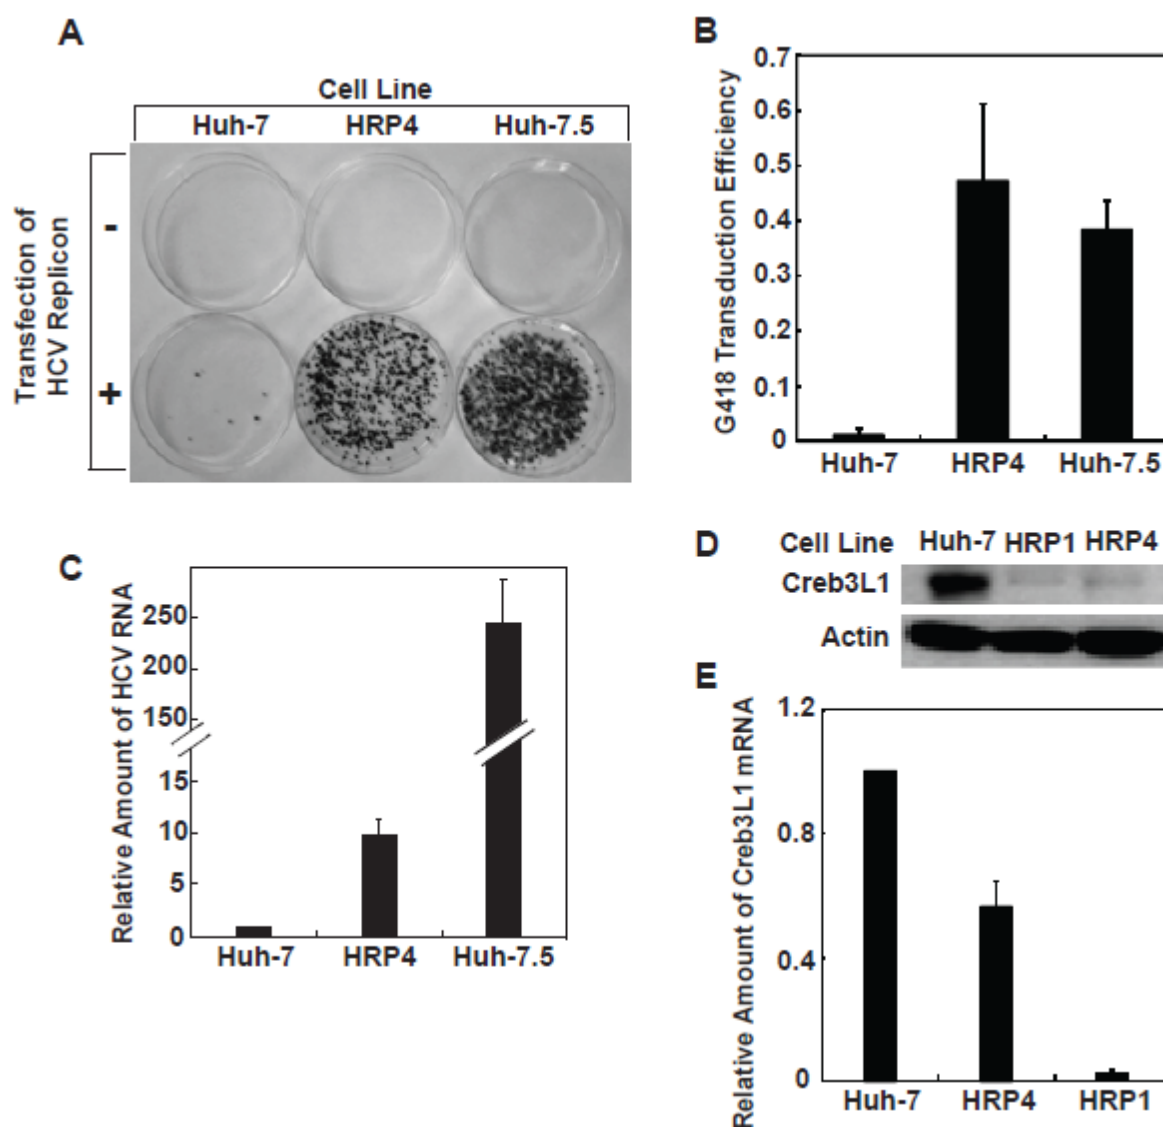 A
Cell Line
Huh-7 HRP4 Huh-7.5
Transfection of
HCV Replicon
-
+
B
G418 Transduction Efficiency
0.7
0.6
0.5
0.4
0.3
0.2
0.1
0
Huh-7 HRP4 Huh-7.5
C
Relative Amount of HCV RNA
250
200
150
15
10
5
0
Huh-7 HRP4 Huh-7.5
D
Cell Line Huh-7 HRP1 HRP4
Creb3L1
Actin
E
Relative Amount of Creb3L1 mRNA
1.2
0.8
0.4
0
Huh-7 HRP4 HRP1